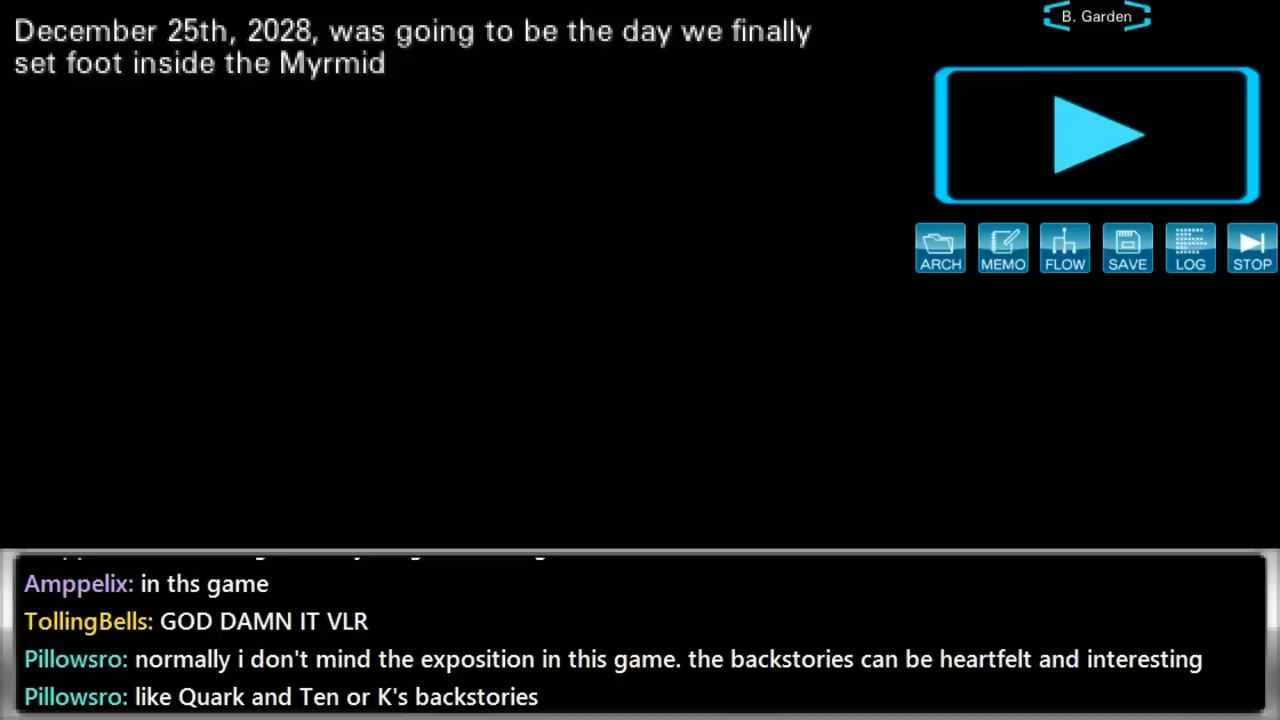 December 25th, 2028, was going to be the day we finally
set foot inside the Myrmid
B. Garden
ARCH
MEMO
FLOW
SAVE
LOG
STOP
Amppelix: in ths game
TollingBells: GOD DAMN IT VLR
Pillowsro: normally i don't mind the exposition in this game. the backstories can be heartfelt and interesting
Pillowsro: like Quark and Ten or K's backstories